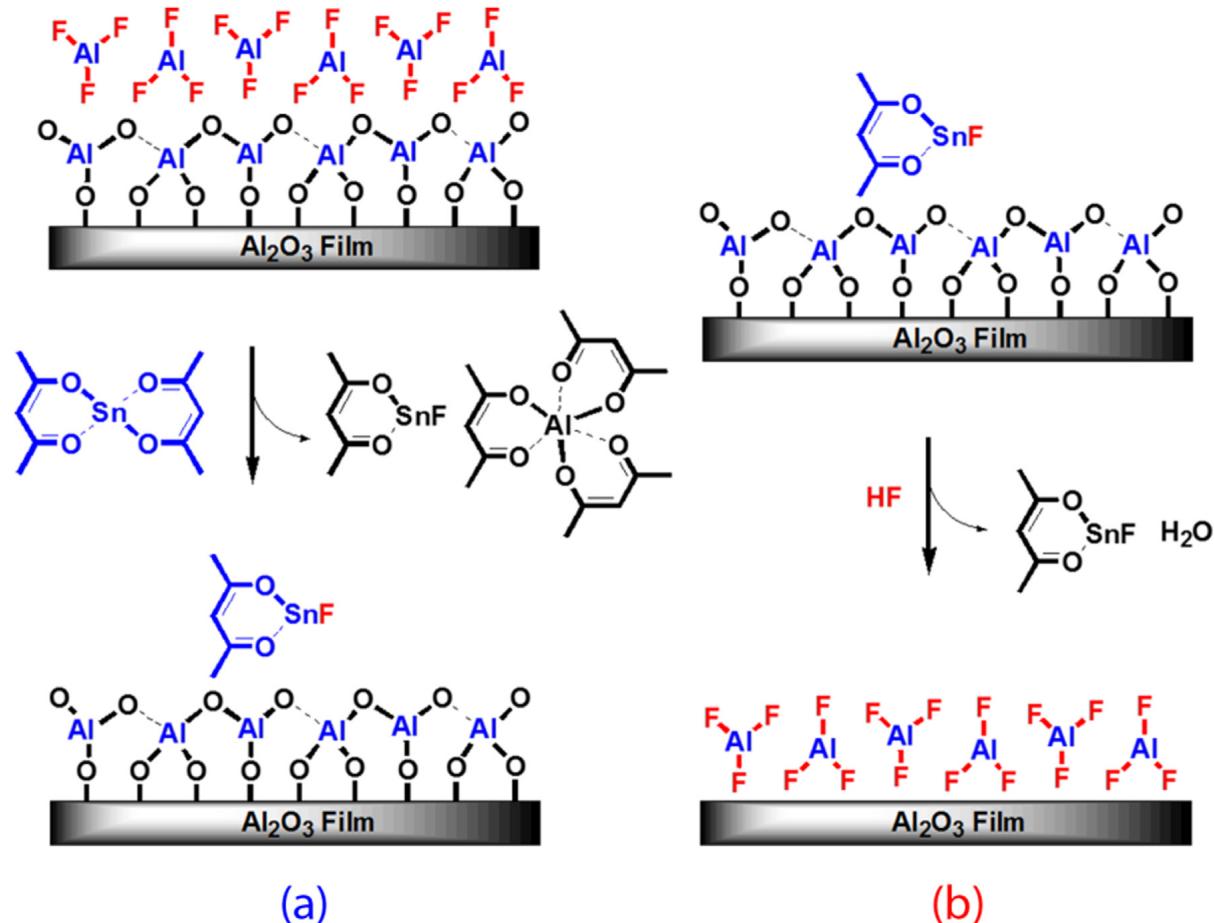 F F F F F F F F F
Al Al Al Al Al Al
F F F F F F F F F
O O O O O O O
Al Al Al Al Al Al
O O O O O O O O O
Al₂O₃ Film
O O
Sn
O O
O
SnF
O
O
O O
Al
O O
O
O
SnF
O
O O O O O O O
Al Al Al Al Al Al
O O O O O O O O O
Al₂O₃ Film
(a)
O
SnF
O
O O O O O O O
Al Al Al Al Al Al
O O O O O O O O O
Al₂O₃ Film
HF
O
SnF
O
H₂O
F F F F F F F F F
Al Al Al Al Al Al
F F F F F F F F F
Al₂O₃ Film
(b)